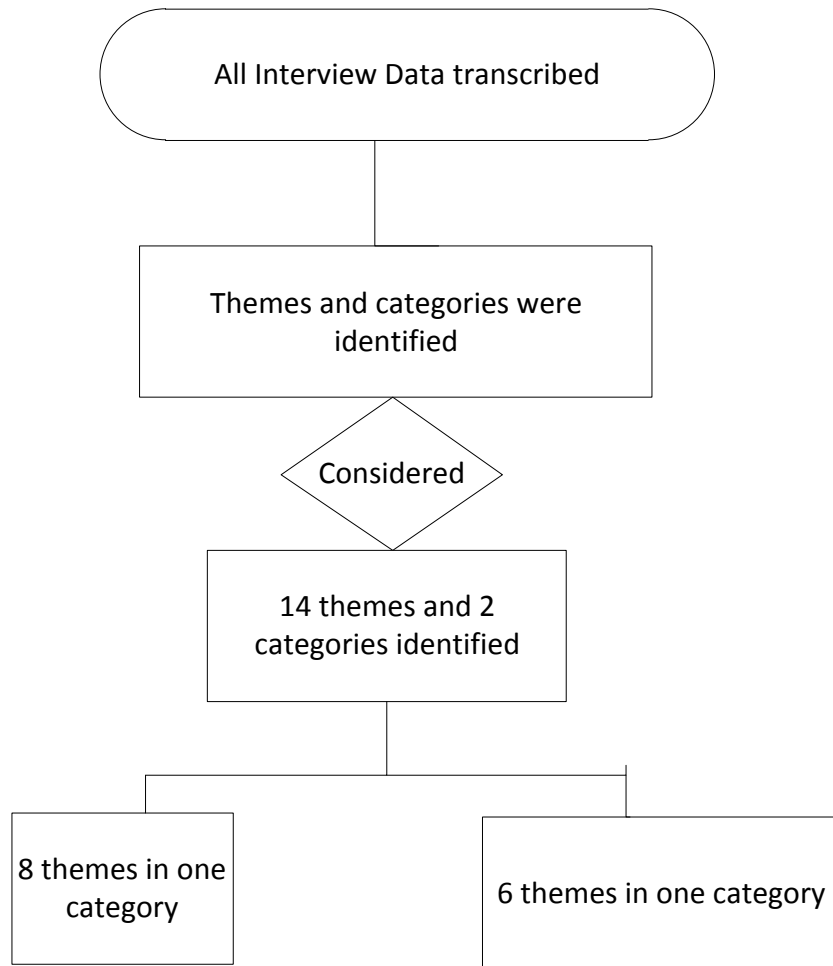 All Interview Data transcribed
Themes and categories were
identified
Considered
14 themes and 2
categories identified
8 themes in one
category
6 themes in one category